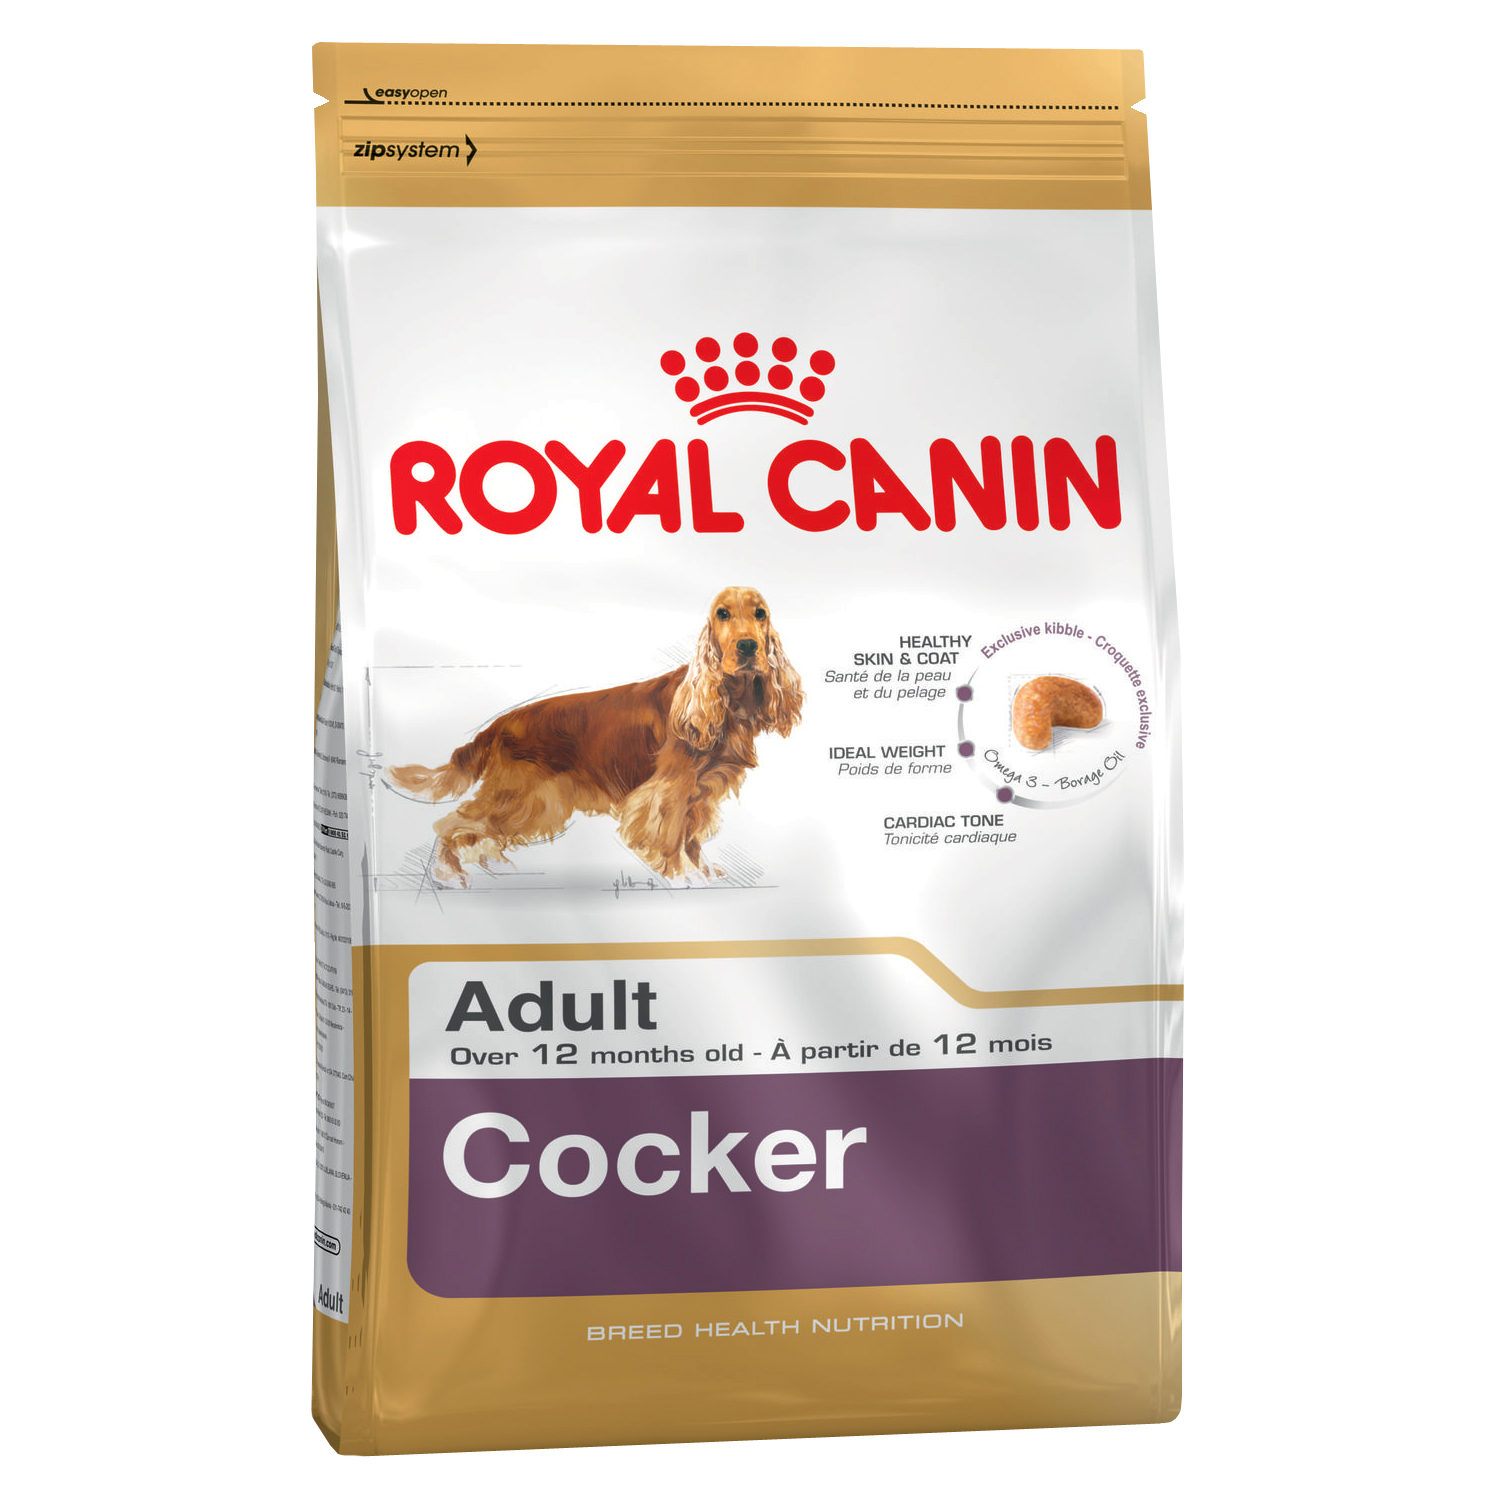 easyopen
zipsystem
ROYAL CANIN
HEALTHY
SKIN & COAT
Santé de la peau
et du pelage
IDEAL WEIGHT
Poids de forme
CARDIAC TONE
Tonicité cardiaque
Exclusive kibble - Croquette exclusive
Omega 3 - Borage Oil
Adult
Over 12 months old - À partir de 12 mois
Cocker
BREED HEALTH NUTRITION
Adult